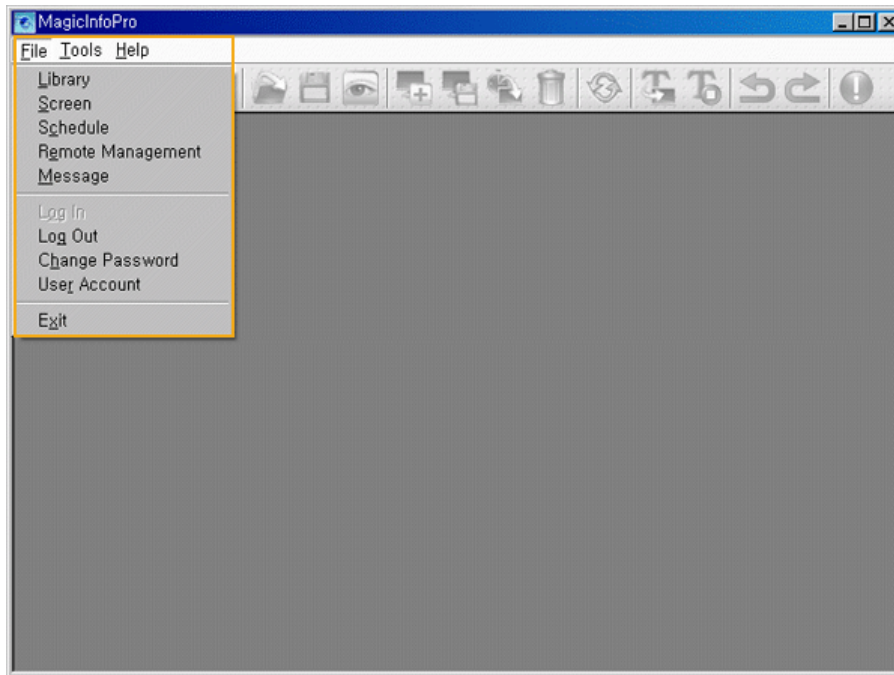 MagicInfoPro
File Tools Help
Library
Screen
Schedule
Remote Management
Message
Log In
Log Out
Change Password
User Account
Exit